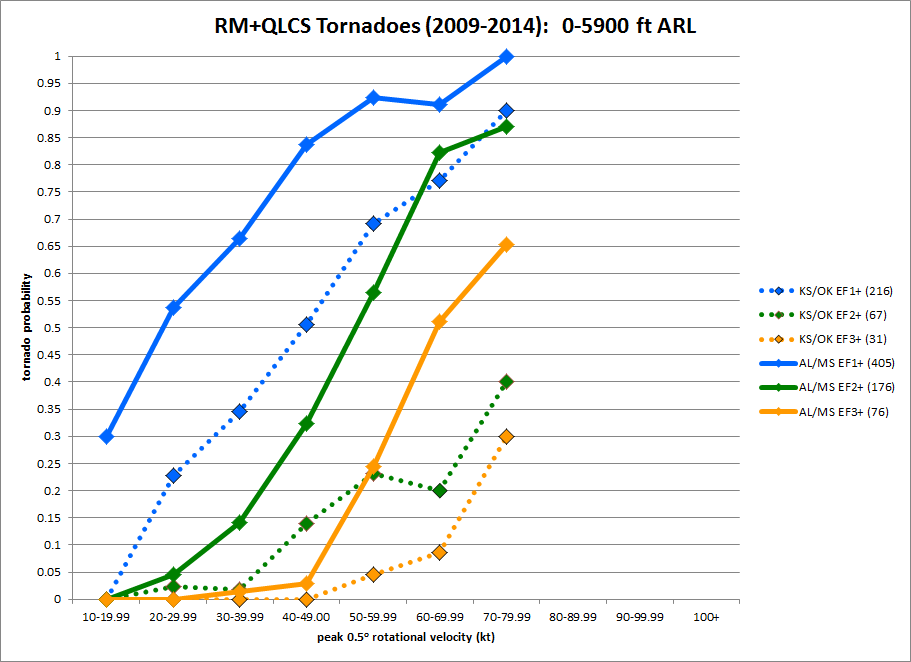 RM+QLCS Tornadoes (2009-2014):  0-5900 ft ARL
1
0.95
0.9
0.85
0.8
0.75
0.7
0.65
0.6
0.55
0.5
0.45
0.4
0.35
0.3
0.25
0.2
0.15
0.1
0.05
0
tornado probability
10-19.99 20-29.99 30-39.99 40-49.00 50-59.99 60-69.99 70-79.99 80-89.99 90-99.99 100+
peak 0.5º rotational velocity (kt)
KS/OK EF1+ (216)
KS/OK EF2+ (67)
KS/OK EF3+ (31)
AL/MS EF1+ (405)
AL/MS EF2+ (176)
AL/MS EF3+ (76)